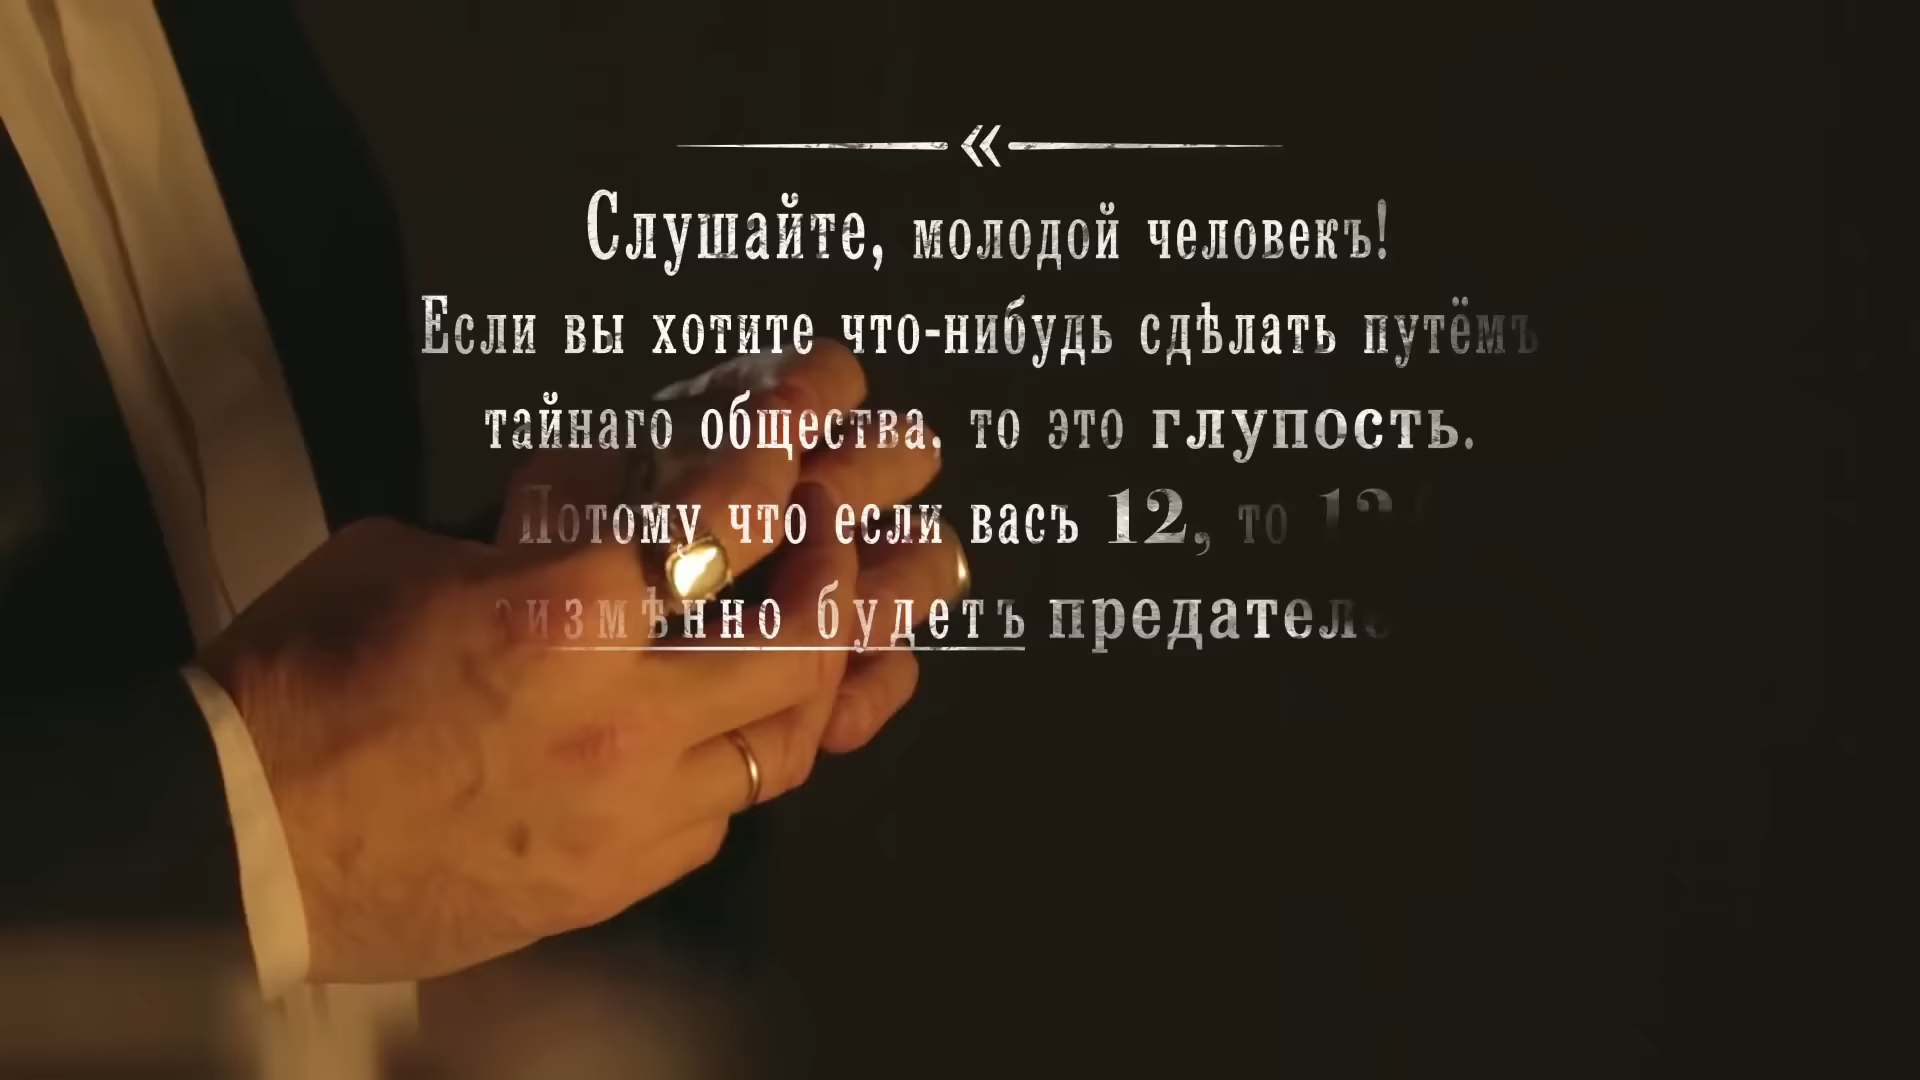 «
Слушайте, молодой человекъ!
Если вы хотите что-нибудь сдѣлать путёмъ
тайнаго общества, то это глупость.
Потому что если васъ 12, то
будетъ